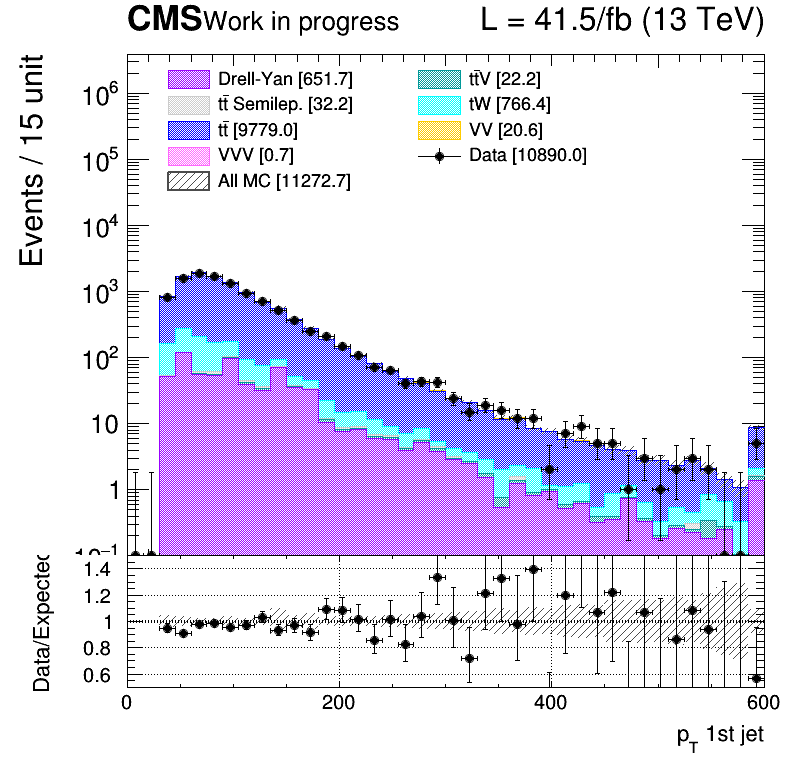 CMS Work in progress L = 41.5/fb (13 TeV)
Events / 15 unit
Drell-Yan [651.7]
tt̄ Semilep. [32.2]
tt̄ [9779.0]
VVV [0.7]
All MC [11272.7]
tt̄V [22.2]
tW [766.4]
VV [20.6]
Data [10890.0]
10⁶
10⁵
10⁴
10³
10²
10
1
10⁻¹
Data/Expected
1.4
1.2
1
0.8
0.6
0 200 400 600
p_T 1st jet